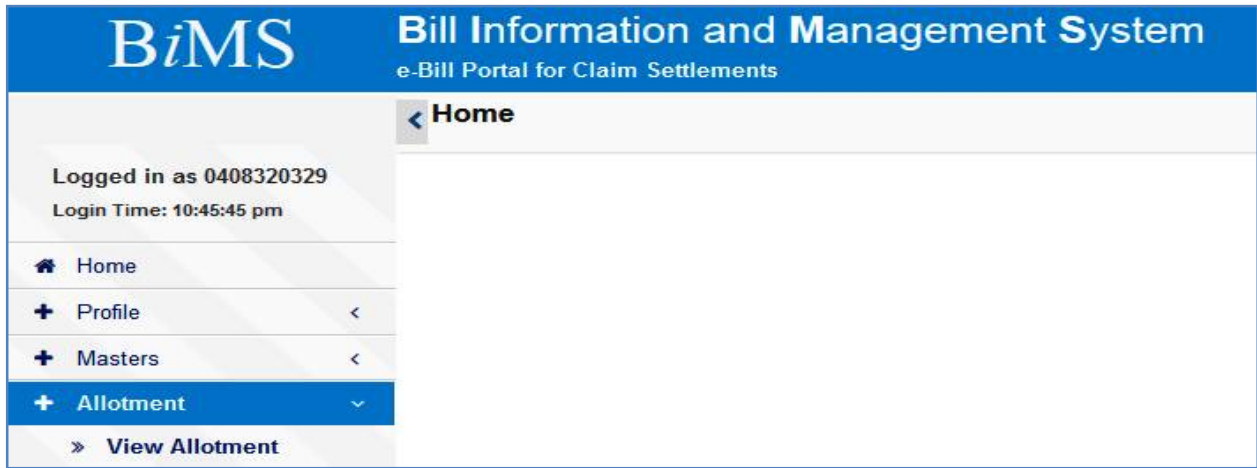 BiMS
Bill Information and Management System
e-Bill Portal for Claim Settlements
Home
Logged in as 0408320329
Login Time: 10:45:45 pm
Home
Profile
Masters
Allotment
View Allotment